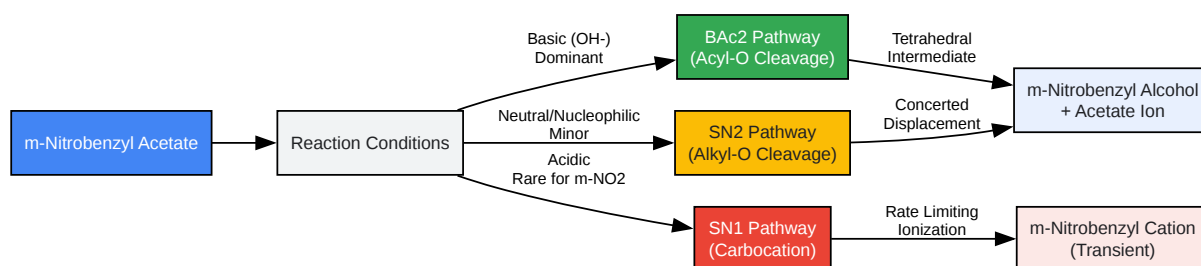 m-Nitrobenzyl Acetate
Reaction Conditions
Basic (OH-)
Dominant
Neutral/Nucleophilic
Minor
Acidic
Rare for m-NO2
BAc2 Pathway
(Acyl-O Cleavage)
SN2 Pathway
(Alkyl-O Cleavage)
SN1 Pathway
(Carbocation)
Tetrahedral
Intermediate
Concerted
Displacement
Rate Limiting
Ionization
m-Nitrobenzyl Alcohol
+ Acetate Ion
m-Nitrobenzyl Cation
(Transient)